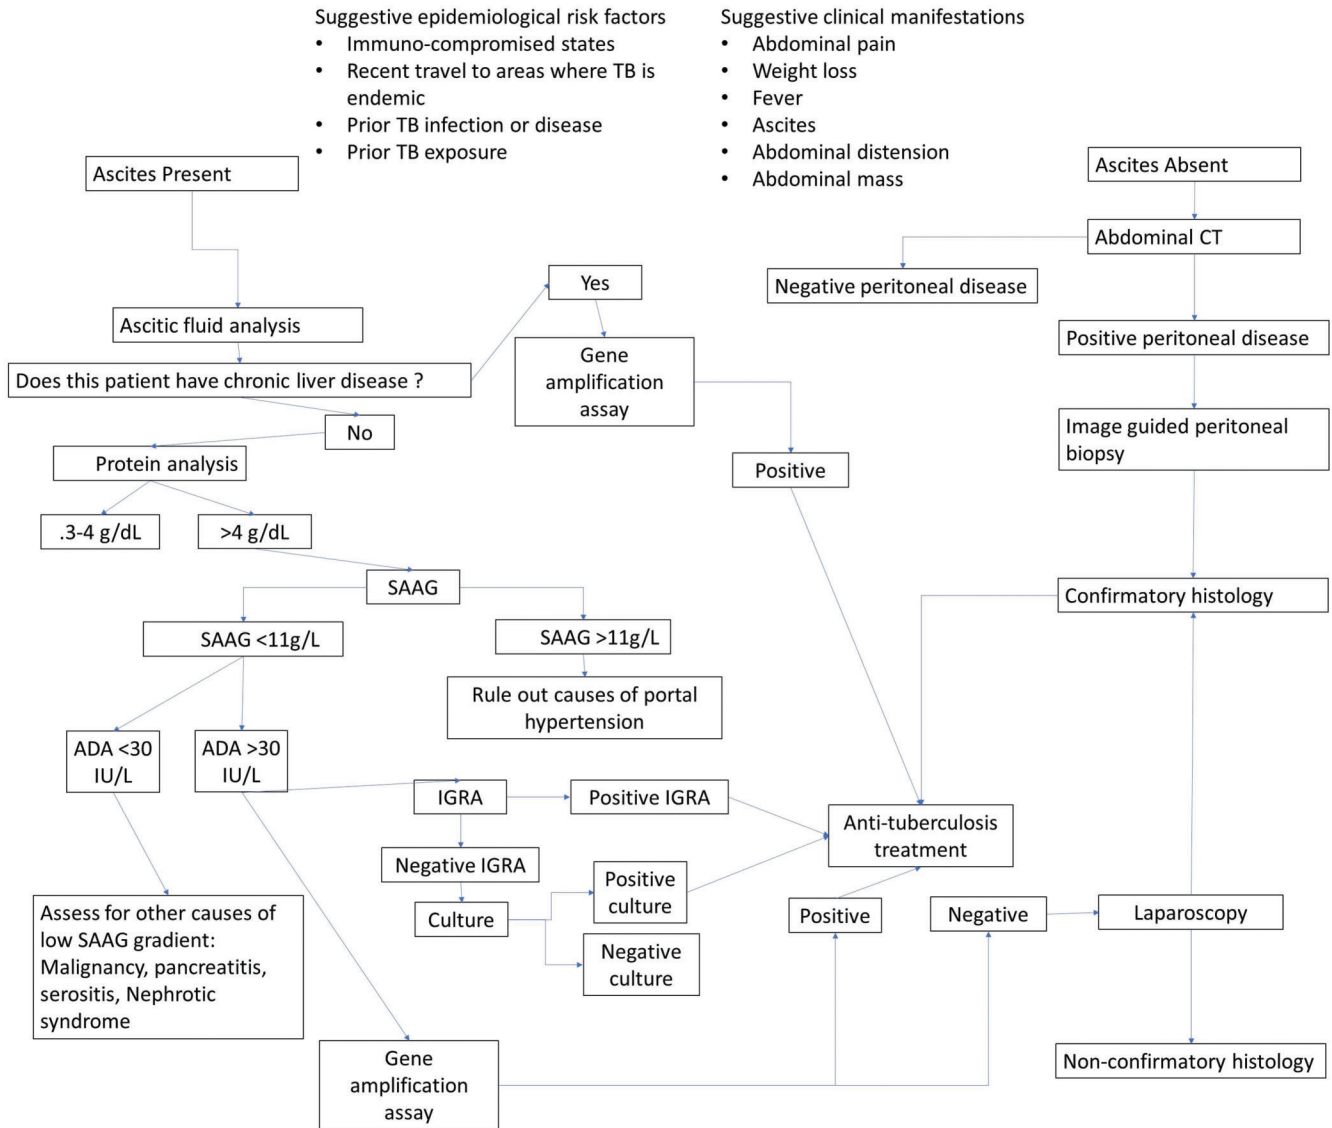 Suggestive epidemiological risk factors
• Immuno-compromised states
• Recent travel to areas where TB is
endemic
• Prior TB infection or disease
• Prior TB exposure
Suggestive clinical manifestations
• Abdominal pain
• Weight loss
• Fever
• Ascites
• Abdominal distension
• Abdominal mass
Ascites Present
Ascitic fluid analysis
Does this patient have chronic liver disease ?
Yes
Gene
amplification
assay
Positive
No
Protein analysis
.3-4 g/dL
>4 g/dL
SAAG
SAAG <11g/L
SAAG >11g/L
Rule out causes of portal
hypertension
ADA <30
IU/L
ADA >30
IU/L
Assess for other causes of
low SAAG gradient:
Malignancy, pancreatitis,
serositis, Nephrotic
syndrome
IGRA
Positive IGRA
Negative IGRA
Culture
Positive
culture
Negative
culture
Gene
amplification
assay
Positive
Negative
Anti-tuberculosis
treatment
Laparoscopy
Non-confirmatory histology
Ascites Absent
Abdominal CT
Negative peritoneal disease
Positive peritoneal disease
Image guided peritoneal
biopsy
Confirmatory histology